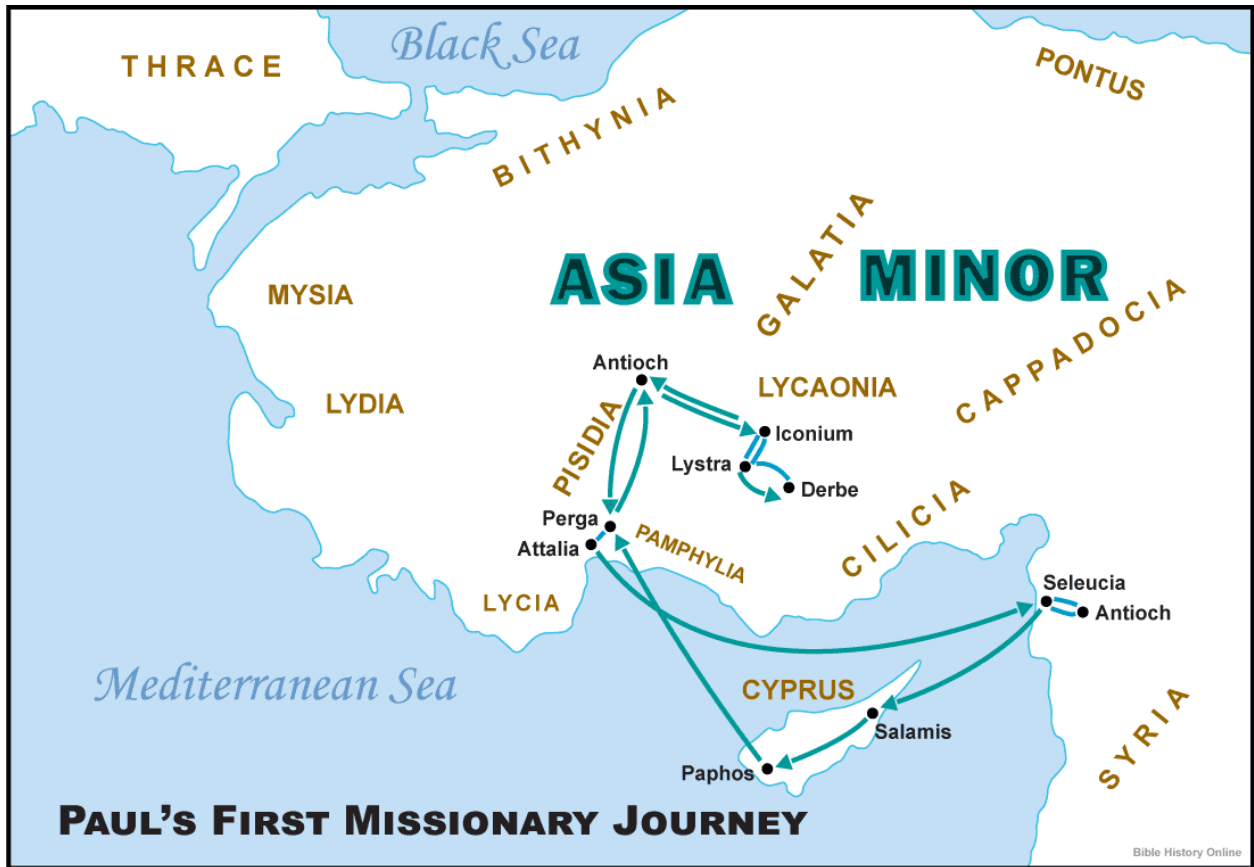 Black Sea
THRACE
PONTUS
BITHYNIA
GALATIA
ASIA MINOR
MYSIA
CAPPADOCIA
Antioch
LYCAONIA
LYDIA
PISIDIA
Iconium
Lystra
Derbe
CILICIA
Perga
PAMPHYLIA
Attalia
LYCIA
Seleucia
Antioch
Mediterranean Sea
CYPRUS
SYRIA
Salamis
Paphos
PAUL'S FIRST MISSIONARY JOURNEY
Bible History Online